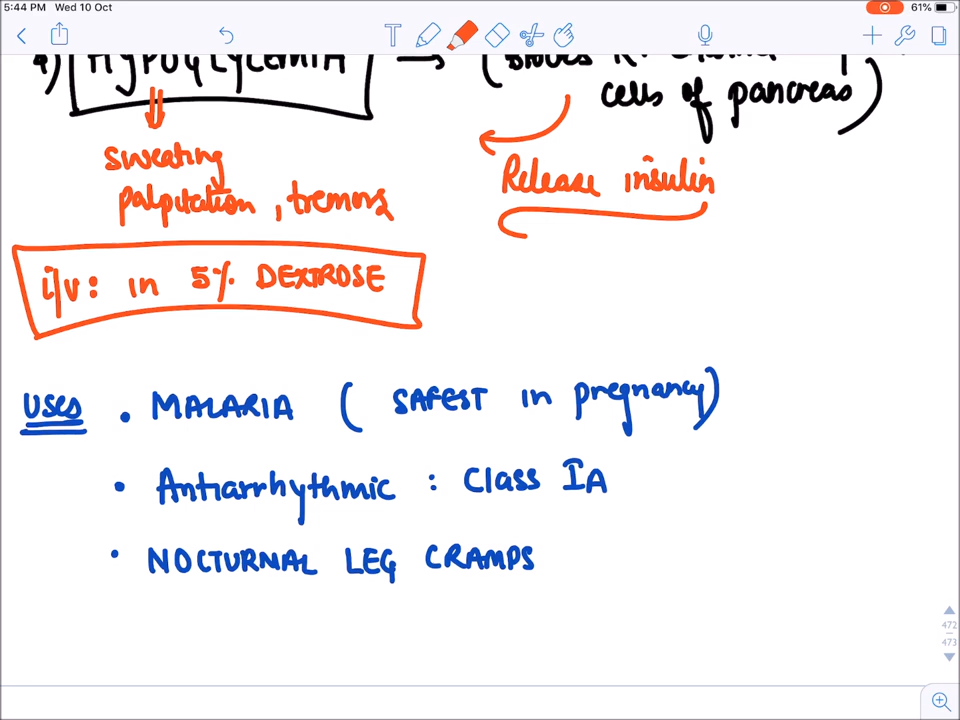 5:44 PM Wed 10 Oct 61%
HYPOGLYCEMIA
cells of pancreas)
sweating
palpitation, tremors
Release insulin
i/v: in 5% DEXTROSE
USES . MALARIA ( SAFEST in pregnancy)
• Antiarrhythmic : Class IA
• NOCTURNAL LEG CRAMPS
472
473